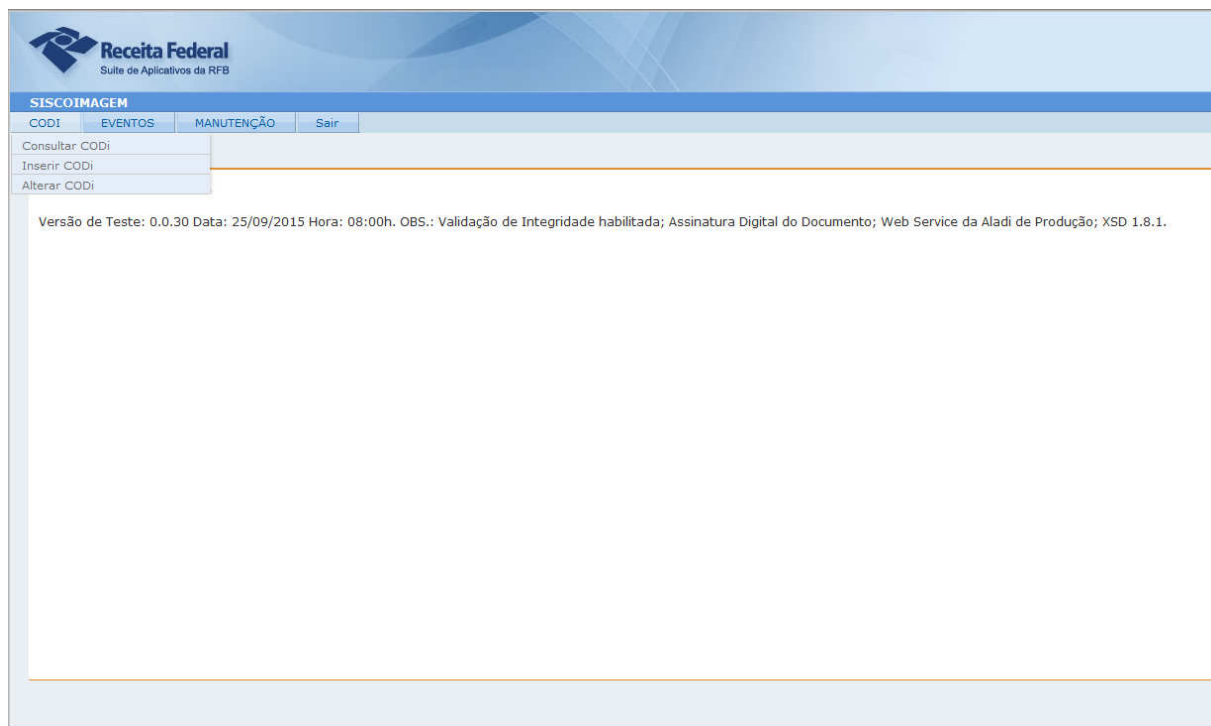 Receita Federal
Suite de Aplicativos da RFB
SISCOIMAGEM
CODI EVENTOS MANUTENÇÃO Sair
Consultar CODi
Inserir CODi
Alterar CODi
Versão de Teste: 0.0.30 Data: 25/09/2015 Hora: 08:00h. OBS.: Validação de Integridade habilitada; Assinatura Digital do Documento; Web Service da Aladi de Produção; XSD 1.8.1.